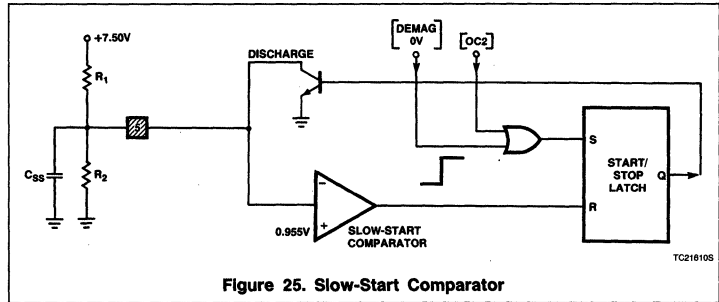 +7.50V
R1
CSS
5
R2
DISCHARGE
[DEMAG 0V]
[OC2]
S
START/
STOP
LATCH
Q
R
0.955V
−
+
SLOW-START
COMPARATOR
TC21610S
Figure 25. Slow-Start Comparator